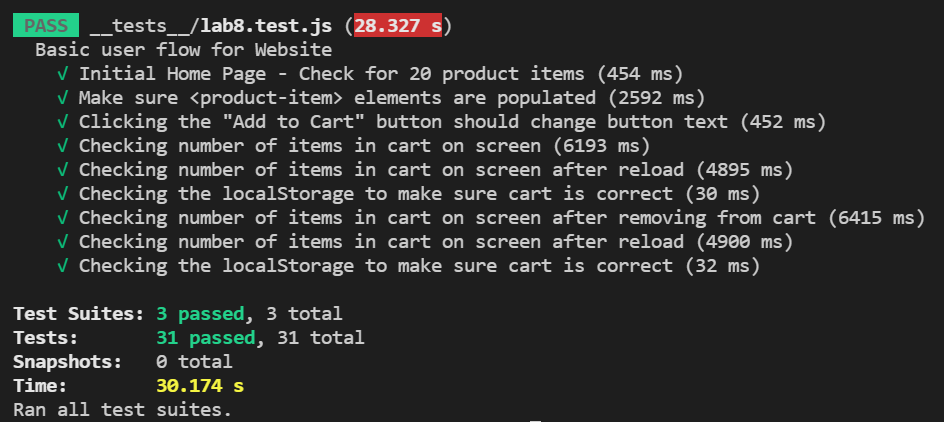 PASS __tests__/lab8.test.js (28.327 s)
Basic user flow for Website
√ Initial Home Page - Check for 20 product items (454 ms)
√ Make sure <product-item> elements are populated (2592 ms)
√ Clicking the "Add to Cart" button should change button text (452 ms)
√ Checking number of items in cart on screen (6193 ms)
√ Checking number of items in cart on screen after reload (4895 ms)
√ Checking the localStorage to make sure cart is correct (30 ms)
√ Checking number of items in cart on screen after removing from cart (6415 ms)
√ Checking number of items in cart on screen after reload (4900 ms)
√ Checking the localStorage to make sure cart is correct (32 ms)
Test Suites: 3 passed, 3 total
Tests: 31 passed, 31 total
Snapshots: 0 total
Time: 30.174 s
Ran all test suites.